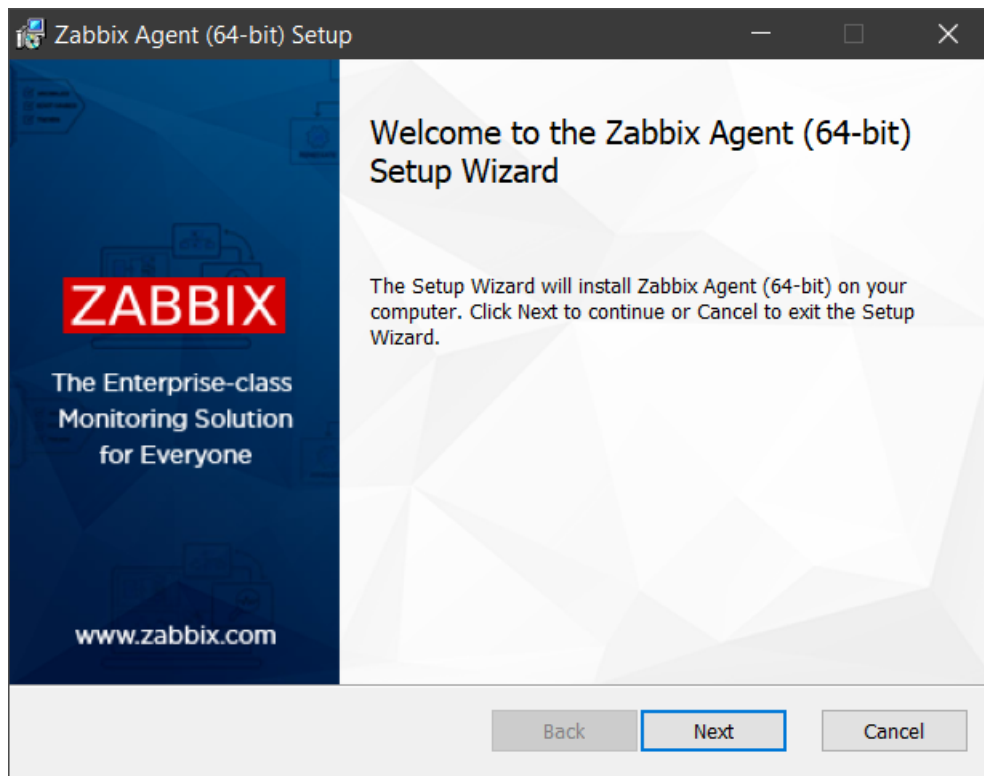 Zabbix Agent (64-bit) Setup
Welcome to the Zabbix Agent (64-bit)
Setup Wizard
The Setup Wizard will install Zabbix Agent (64-bit) on your
computer. Click Next to continue or Cancel to exit the Setup
Wizard.
ZABBIX
The Enterprise-class
Monitoring Solution
for Everyone
www.zabbix.com
Back
Next
Cancel